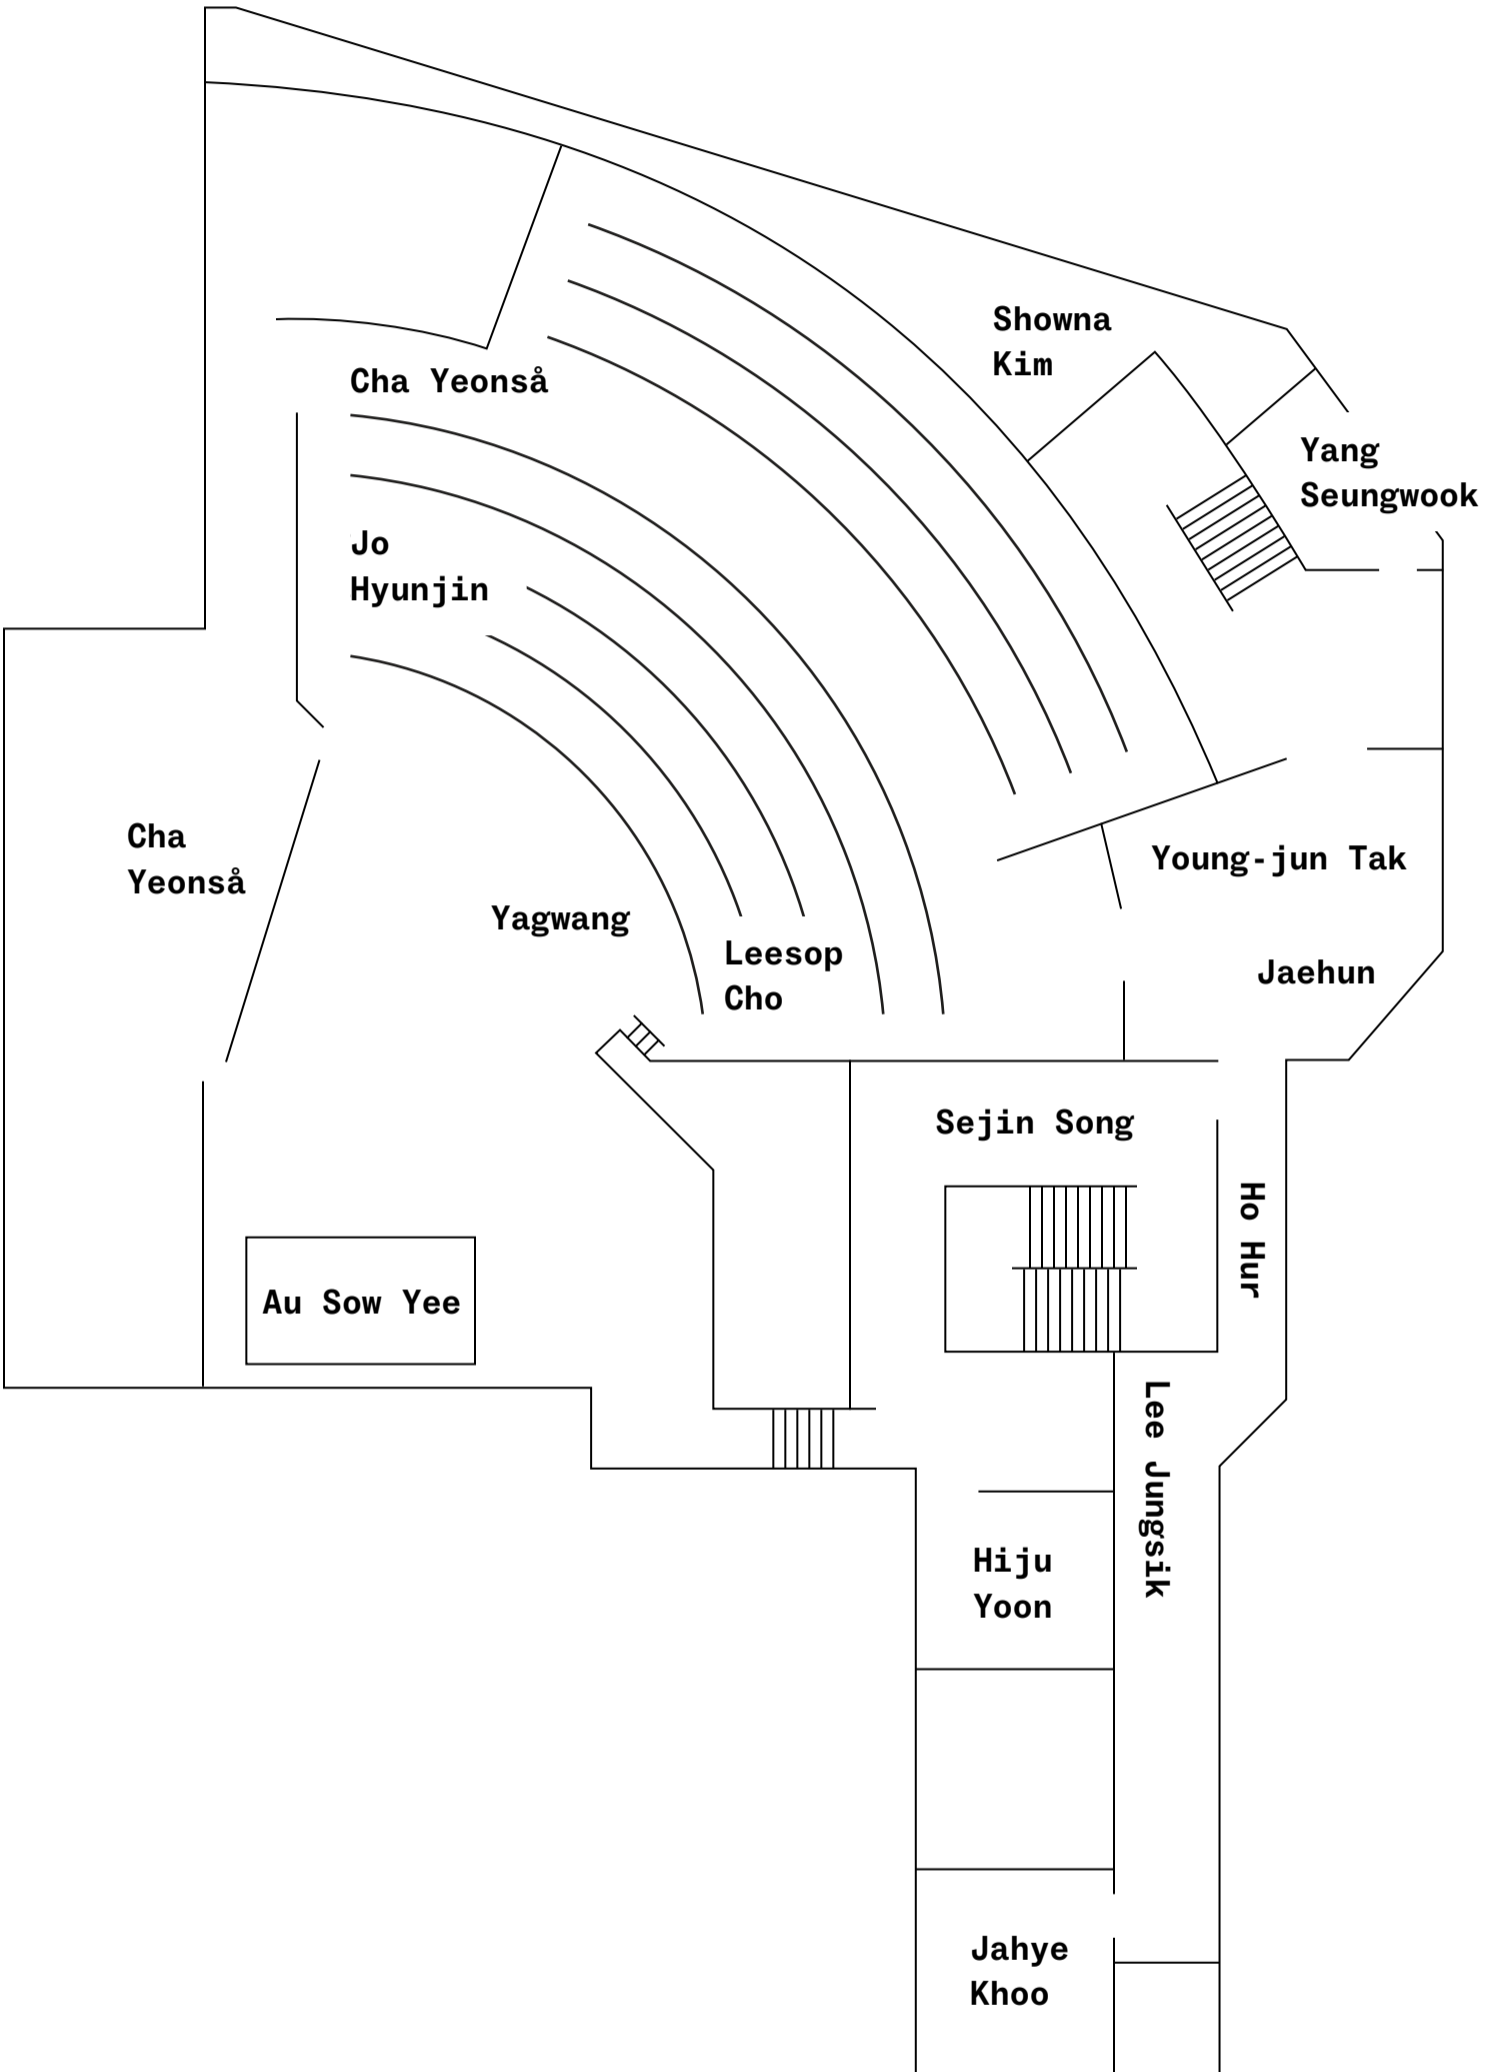 Showna
Kim
Cha Yeonså
Yang
Seungwook
Jo
Hyunjin
Cha
Yeonså
Young-jun Tak
Yagwang
Leesop
Cho
Jaehun
Sejin Song
Ho Hur
Au Sow Yee
Lee Jungsik
Hiju
Yoon
Jahye
Khoo